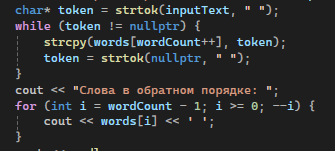 char* token = strtok(inputText, " ");
while (token != nullptr) {
strcpy(words[wordCount++], token);
token = strtok(nullptr, " ");
}
cout << "Слова в обратном порядке: ";
for (int i = wordCount - 1; i >= 0; --i) {
cout << words[i] << ' ';
}